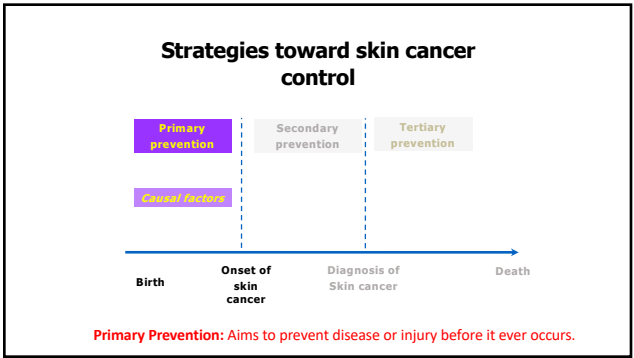 Strategies toward skin cancer
control
Primary
prevention
Secondary
prevention
Tertiary
prevention
Causal factors
Birth
Onset of
skin
cancer
Diagnosis of
Skin cancer
Death
Primary Prevention: Aims to prevent disease or injury before it ever occurs.